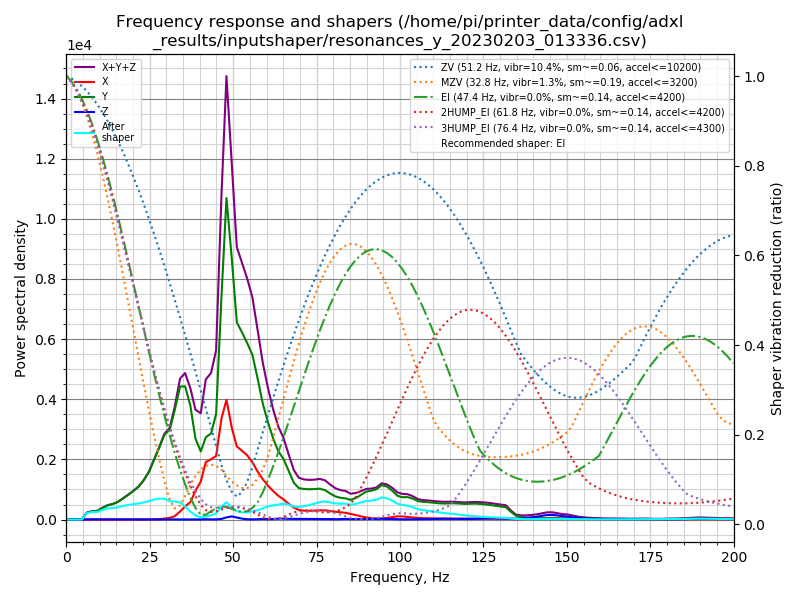 Frequency response and shapers (/home/pi/printer_data/config/adxl
_results/inputshaper/resonances_y_20230203_013336.csv)
1e4
X+Y+Z
X
Y
Z
After
shaper
ZV (51.2 Hz, vibr=10.4%, sm~=0.06, accel<=10200)
MZV (32.8 Hz, vibr=1.3%, sm~=0.19, accel<=3200)
EI (47.4 Hz, vibr=0.0%, sm~=0.14, accel<=4200)
2HUMP_EI (61.8 Hz, vibr=0.0%, sm~=0.14, accel<=4200)
3HUMP_EI (76.4 Hz, vibr=0.0%, sm~=0.14, accel<=4300)
Recommended shaper: EI
Power spectral density
1.4
1.2
1.0
0.8
0.6
0.4
0.2
0.0
Shaper vibration reduction (ratio)
1.0
0.8
0.6
0.4
0.2
0.0
0 25 50 75 100 125 150 175 200
Frequency, Hz